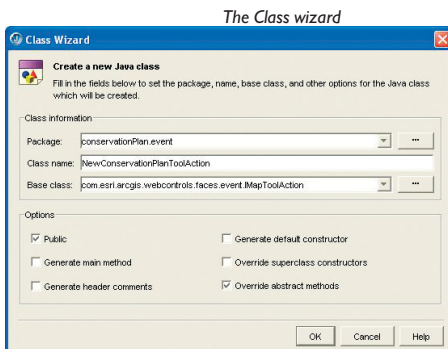 The Class wizard
Class Wizard
Create a new Java class
Fill in the fields below to set the package, name, base class, and other options for the Java class
which will be created.
Class information
Package: conservationPlan.event ...
Class name: NewConservationPlanToolAction
Base class: com.esri.arcgis.webcontrols.faces.event.IMapToolAction ...
Options
Public Generate default constructor
Generate main method Override superclass constructors
Generate header comments Override abstract methods
OK Cancel Help